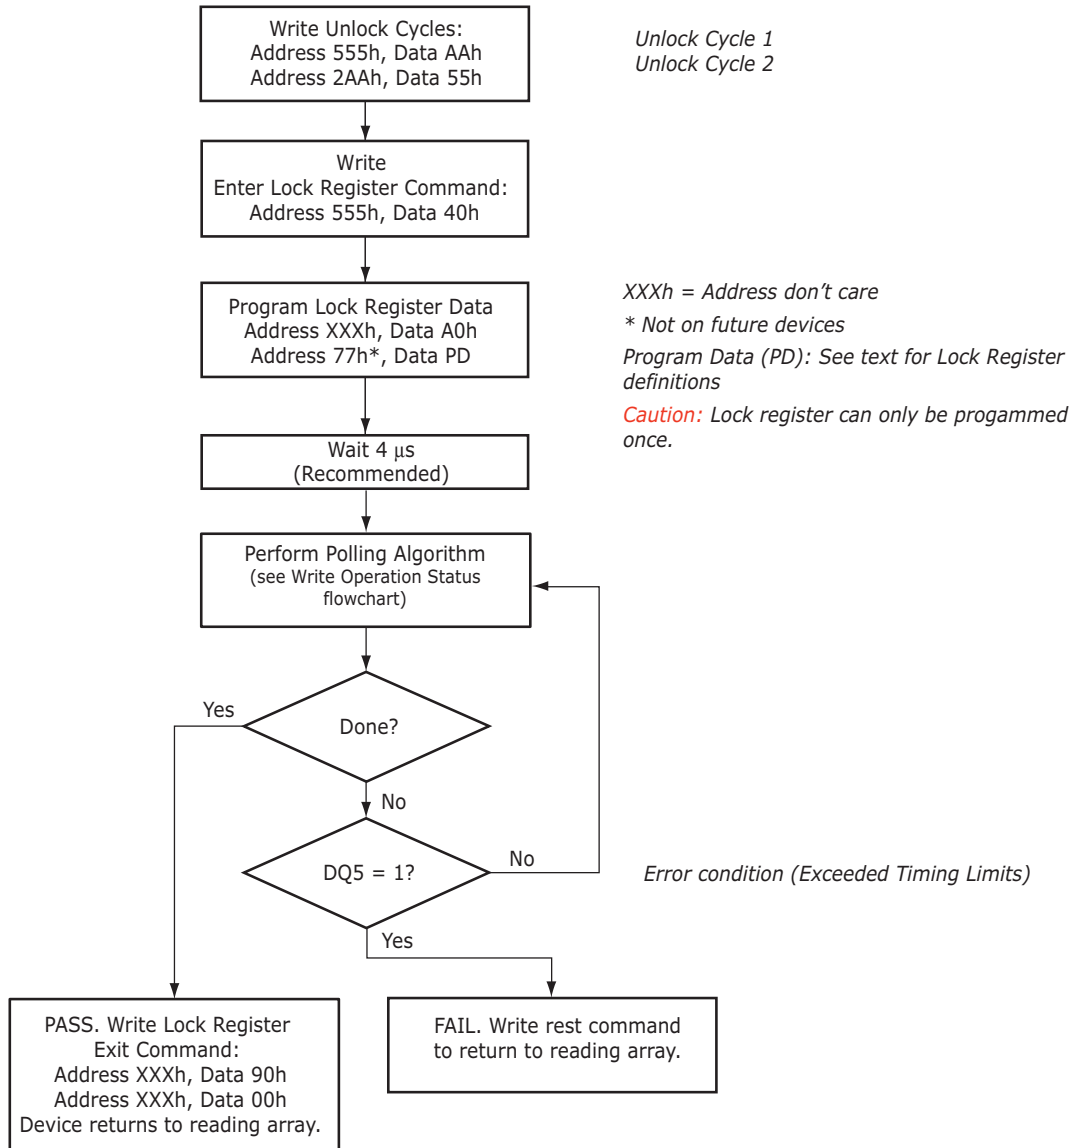 Write Unlock Cycles:
Address 555h, Data AAh
Address 2AAh, Data 55h
Unlock Cycle 1
Unlock Cycle 2
Write
Enter Lock Register Command:
Address 555h, Data 40h
Program Lock Register Data
Address XXXh, Data A0h
Address 77h*, Data PD
XXXh = Address don't care
* Not on future devices
Program Data (PD): See text for Lock Register
definitions
Caution: Lock register can only be progammed
once.
Wait 4 μs
(Recommended)
Perform Polling Algorithm
(see Write Operation Status
flowchart)
Yes
Done?
No
DQ5 = 1?
No
Error condition (Exceeded Timing Limits)
Yes
PASS. Write Lock Register
Exit Command:
Address XXXh, Data 90h
Address XXXh, Data 00h
Device returns to reading array.
FAIL. Write rest command
to return to reading array.